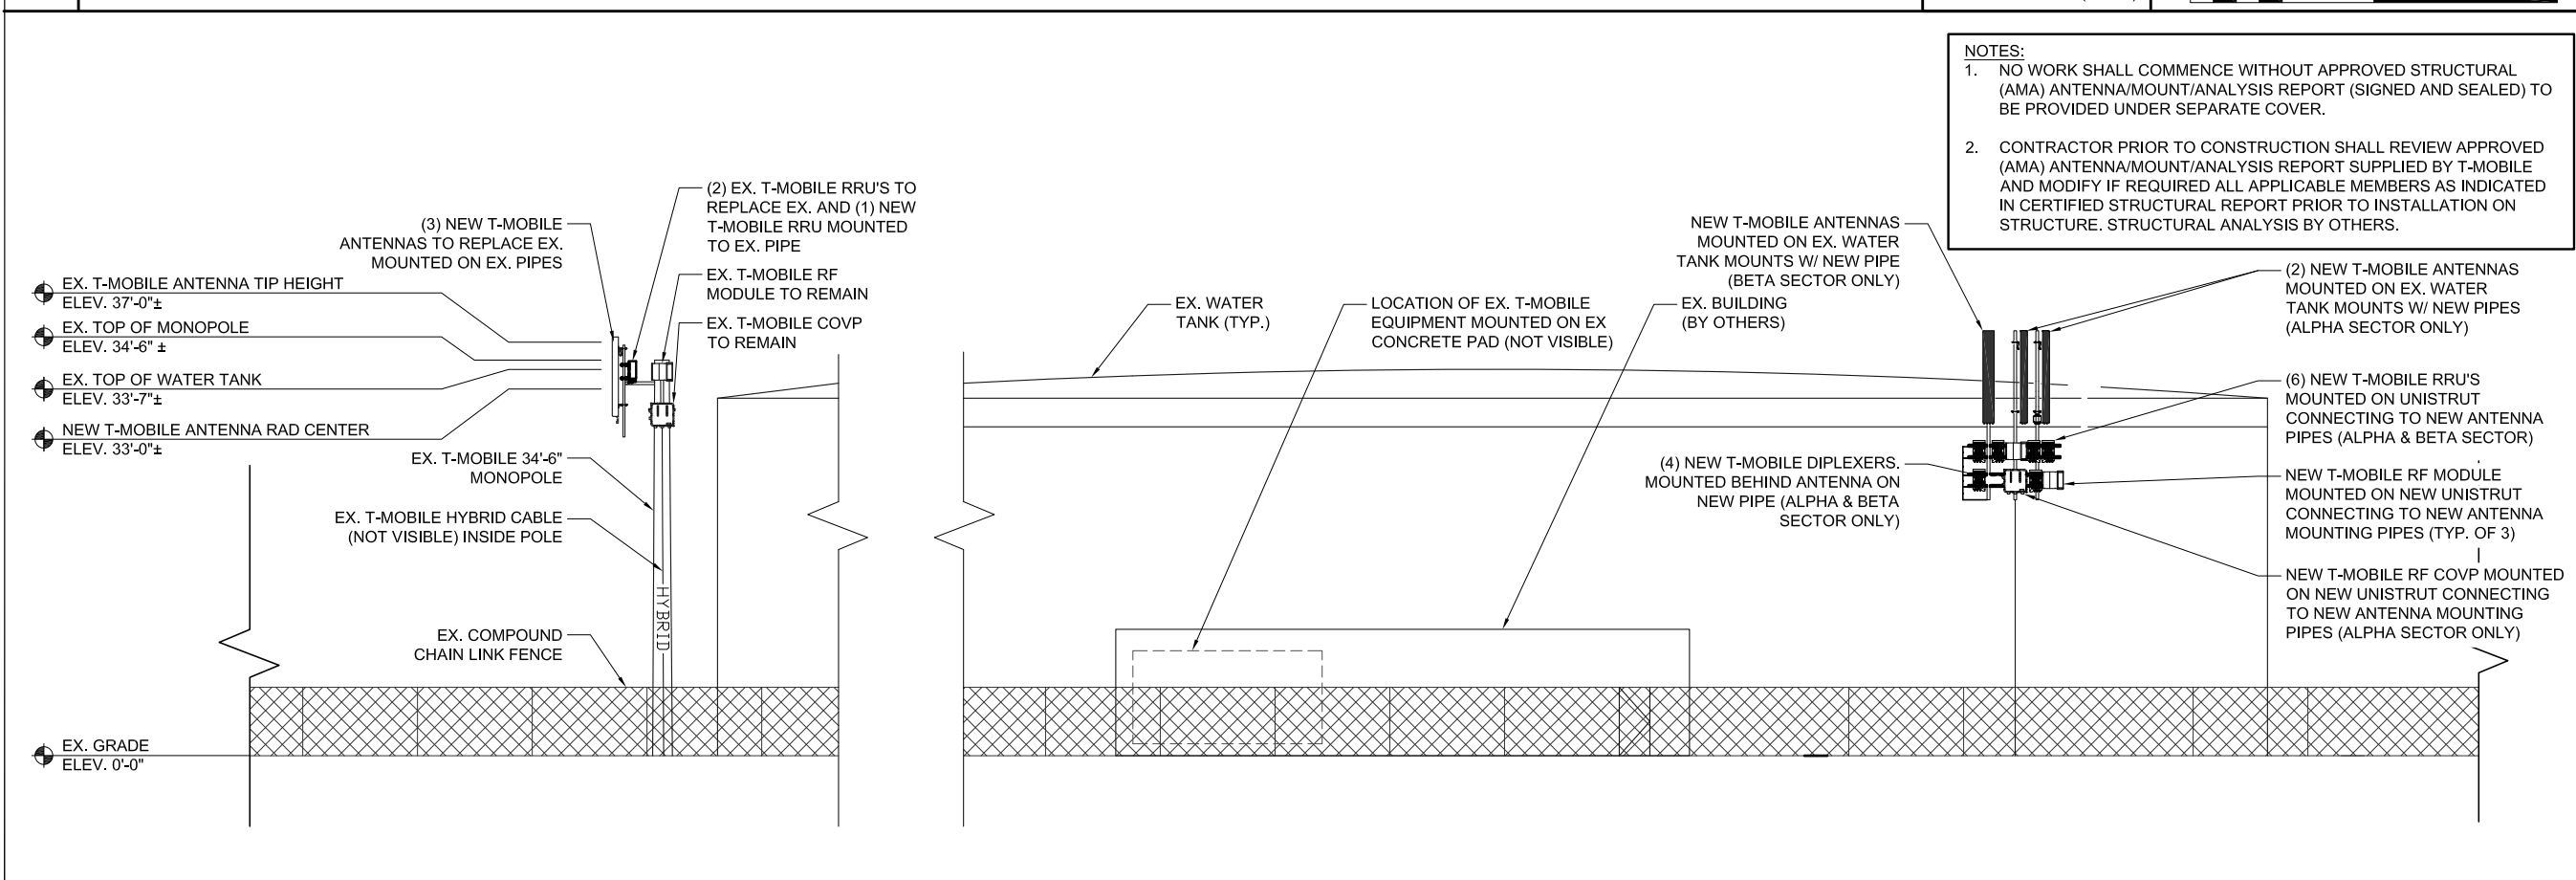 NOTES:
1. NO WORK SHALL COMMENCE WITHOUT APPROVED STRUCTURAL
(AMA) ANTENNA/MOUNT/ANALYSIS REPORT (SIGNED AND SEALED) TO
BE PROVIDED UNDER SEPARATE COVER.
2. CONTRACTOR PRIOR TO CONSTRUCTION SHALL REVIEW APPROVED
(AMA) ANTENNA/MOUNT/ANALYSIS REPORT SUPPLIED BY T-MOBILE
AND MODIFY IF REQUIRED ALL APPLICABLE MEMBERS AS INDICATED
IN CERTIFIED STRUCTURAL REPORT PRIOR TO INSTALLATION ON
STRUCTURE. STRUCTURAL ANALYSIS BY OTHERS.
EX. T-MOBILE ANTENNA TIP HEIGHT
ELEV. 37'-0"±
EX. TOP OF MONOPOLE
ELEV. 34'-6" ±
EX. TOP OF WATER TANK
ELEV. 33'-7"±
NEW T-MOBILE ANTENNA RAD CENTER
ELEV. 33'-0"±
EX. GRADE
ELEV. 0'-0"
(3) NEW T-MOBILE
ANTENNAS TO REPLACE EX.
MOUNTED ON EX. PIPES
(2) EX. T-MOBILE RRU'S TO
REPLACE EX. AND (1) NEW
T-MOBILE RRU MOUNTED
TO EX. PIPE
EX. T-MOBILE RF
MODULE TO REMAIN
EX. T-MOBILE COVP
TO REMAIN
EX. T-MOBILE 34'-6"
MONOPOLE
EX. T-MOBILE HYBRID CABLE
(NOT VISIBLE) INSIDE POLE
HYBRID
EX. COMPOUND
CHAIN LINK FENCE
EX. WATER
TANK (TYP.)
LOCATION OF EX. T-MOBILE
EQUIPMENT MOUNTED ON EX
CONCRETE PAD (NOT VISIBLE)
EX. BUILDING
(BY OTHERS)
NEW T-MOBILE ANTENNAS
MOUNTED ON EX. WATER
TANK MOUNTS W/ NEW PIPE
(BETA SECTOR ONLY)
(4) NEW T-MOBILE DIPLEXERS.
MOUNTED BEHIND ANTENNA ON
NEW PIPE (ALPHA & BETA
SECTOR ONLY)
(2) NEW T-MOBILE ANTENNAS
MOUNTED ON EX. WATER
TANK MOUNTS W/ NEW PIPES
(ALPHA SECTOR ONLY)
(6) NEW T-MOBILE RRU'S
MOUNTED ON UNISTRUT
CONNECTING TO NEW ANTENNA
PIPES (ALPHA & BETA SECTOR)
NEW T-MOBILE RF MODULE
MOUNTED ON NEW UNISTRUT
CONNECTING TO NEW ANTENNA
MOUNTING PIPES (TYP. OF 3)
NEW T-MOBILE RF COVP MOUNTED
ON NEW UNISTRUT CONNECTING
TO NEW ANTENNA MOUNTING
PIPES (ALPHA SECTOR ONLY)